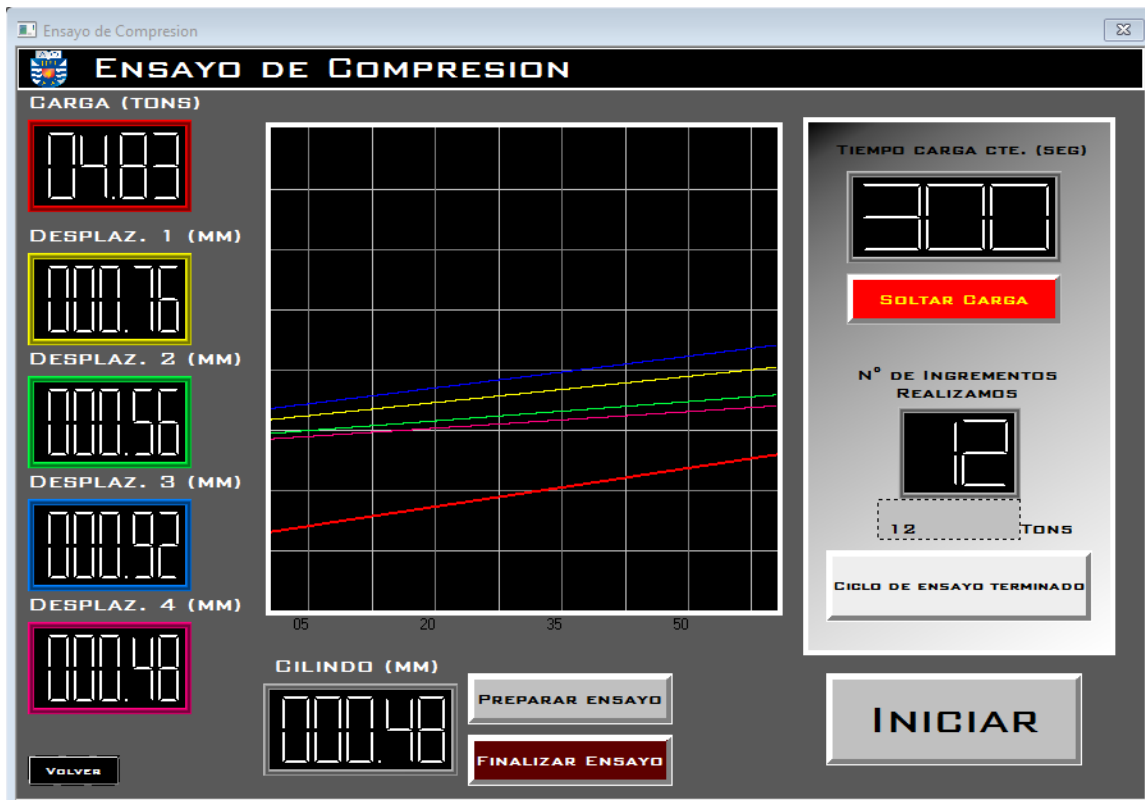 Ensayo de Compresion
ENSAYO DE COMPRESION
CARGA (TONS)
04.83
DESPLAZ. 1 (MM)
000.76
DESPLAZ. 2 (MM)
000.56
DESPLAZ. 3 (MM)
000.92
DESPLAZ. 4 (MM)
000.48
VOLVER
05 20 35 50
CILINDO (MM)
000.48
PREPARAR ENSAYO
FINALIZAR ENSAYO
TIEMPO CARGA CTE. (SEG)
300
SOLTAR CARGA
N° DE INGREMENTOS
REALIZAMOS
12
12 TONS
CICLO DE ENSAYO TERMINADO
INICIAR